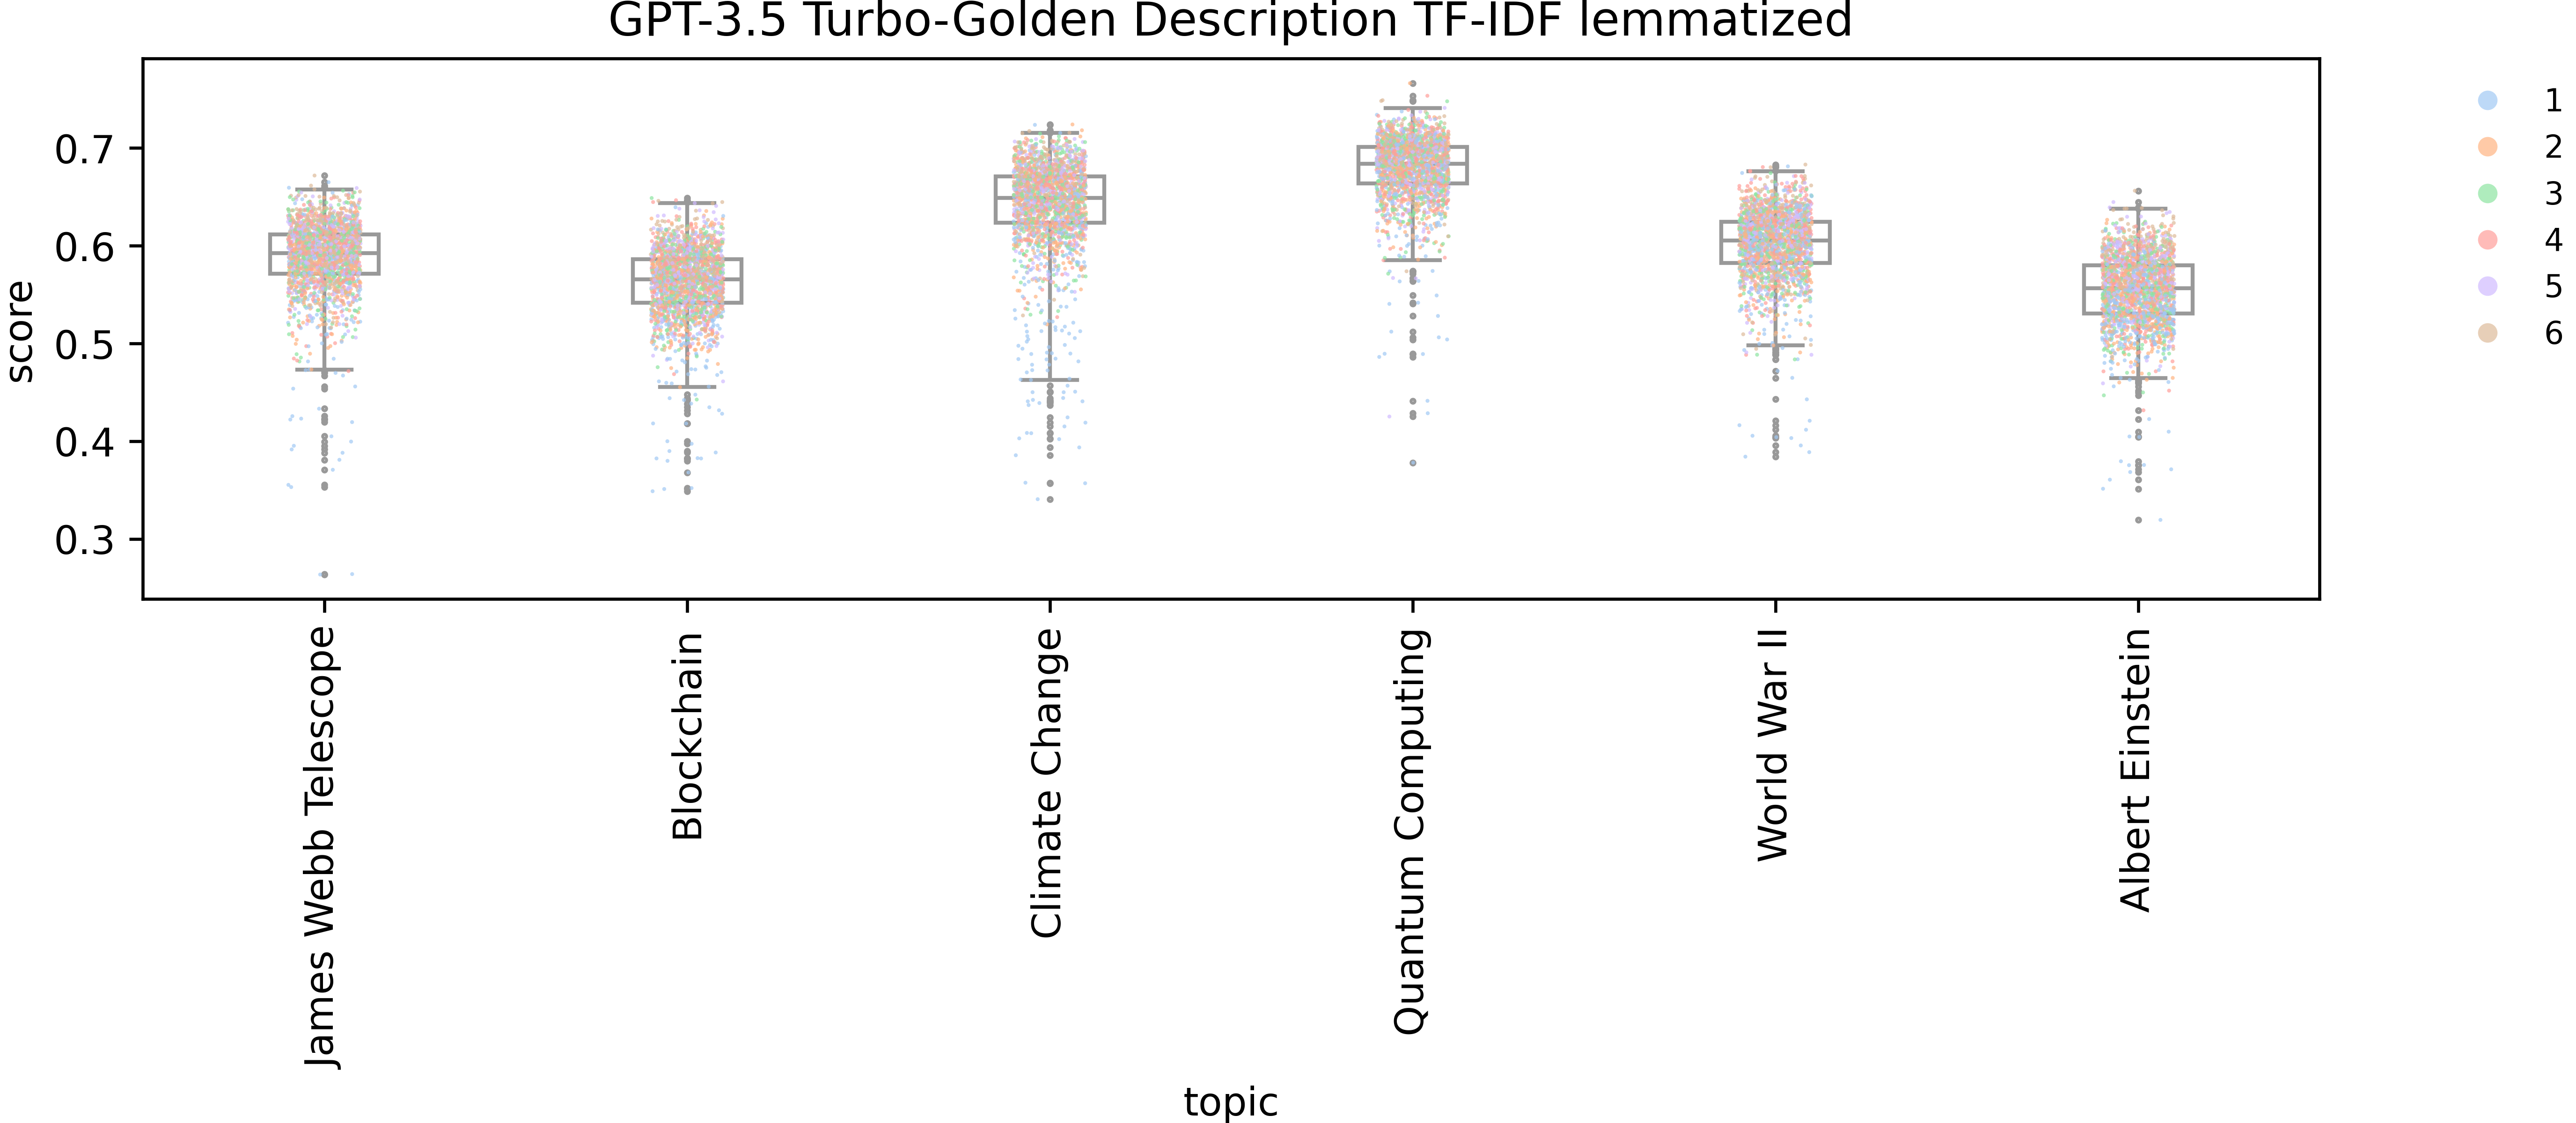 GPT-3.5 Turbo-Golden Description TF-IDF lemmatized
score
0.7
0.6
0.5
0.4
0.3
1
2
3
4
5
6
James Webb Telescope
Blockchain
Climate Change
Quantum Computing
World War II
Albert Einstein
topic